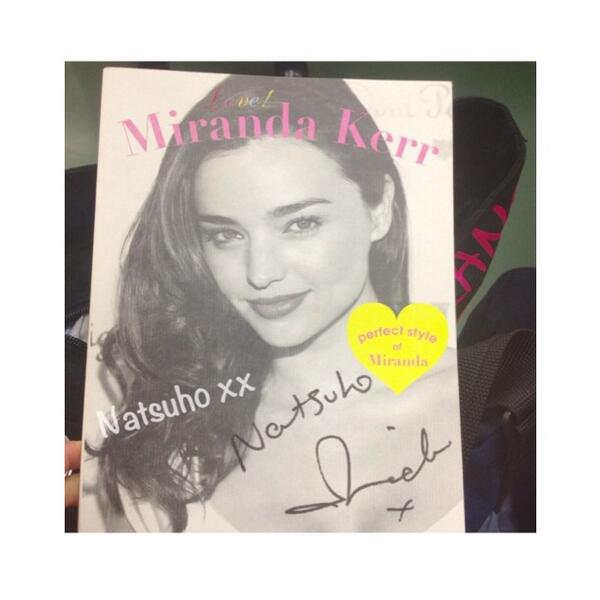 Love!
Miranda Kerr
perfect style
of
Miranda
Natsuho xx
Natsuho
x